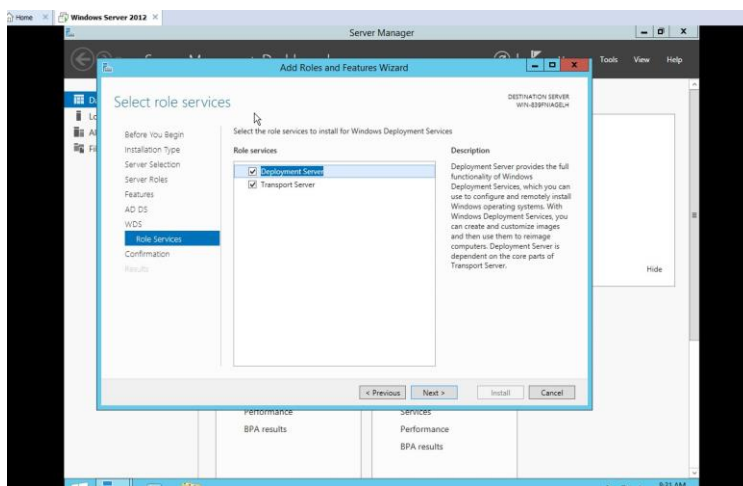 Home
Windows Server 2012
Server Manager
Tools View Help
Add Roles and Features Wizard
Select role services
DESTINATION SERVER
Before You Begin
Installation Type
Server Selection
Server Roles
Features
AD DS
WDS
Role Services
Confirmation
Results
Select the role services to install for Windows Deployment Services
Role services
Deployment Server
Transport Server
Description
Deployment Server provides the full
functionality of Windows
Deployment Services, which you can
use to configure and remotely install
Windows operating systems. With
Windows Deployment Services, you
can create and customize images
and then use them to reimage
computers. Deployment Server is
dependent on the core parts of
Transport Server.
Hide
< Previous Next > Install Cancel
Performance
BPA results
Services
Performance
BPA results